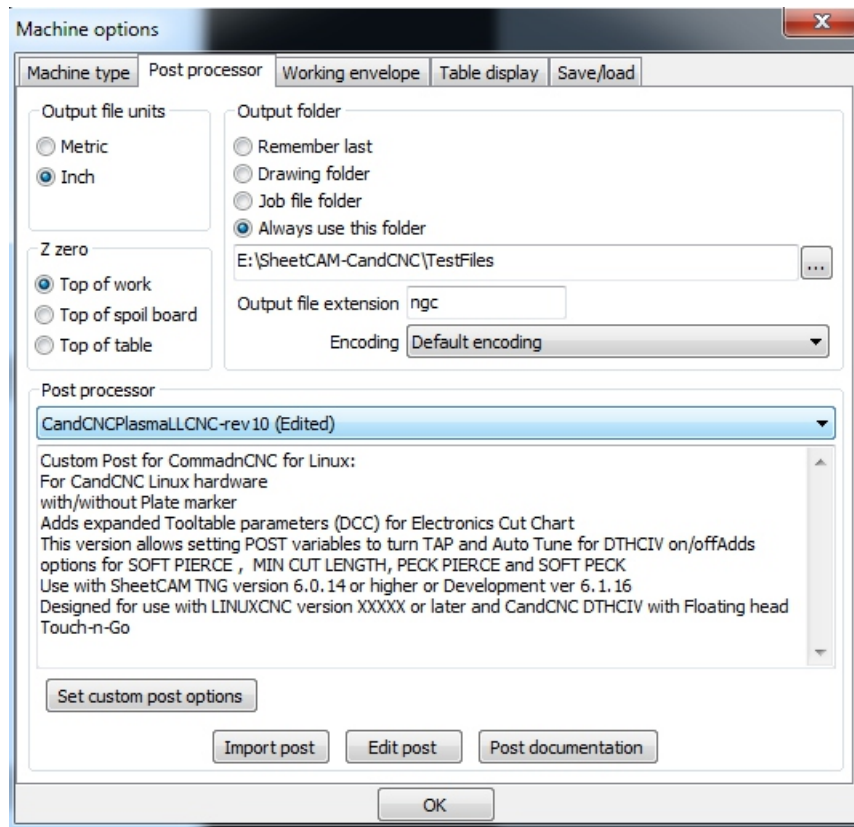 Machine options
Machine type
Post processor
Working envelope
Table display
Save/load
Output file units
Metric
Inch
Output folder
Remember last
Drawing folder
Job file folder
Always use this folder
E:\SheetCAM-CandCNC\TestFiles
...
Output file extension ngc
Encoding Default encoding
Z zero
Top of work
Top of spoil board
Top of table
Post processor
CandCNCPlasmaLLCNC-rev10 (Edited)
Custom Post for CommadnCNC for Linux:
For CandCNC Linux hardware
with/without Plate marker
Adds expanded Tooltable parameters (DCC) for Electronics Cut Chart
This version allows setting POST variables to turn TAP and Auto Tune for DTHCIV on/offAdds
options for SOFT PIERCE , MIN CUT LENGTH, PECK PIERCE and SOFT PECK
Use with SheetCAM TNG version 6.0.14 or higher or Development ver 6.1.16
Designed for use with LINUXCNC version XXXXX or later and CandCNC DTHCIV with Floating head
Touch-n-Go
Set custom post options
Import post
Edit post
Post documentation
OK